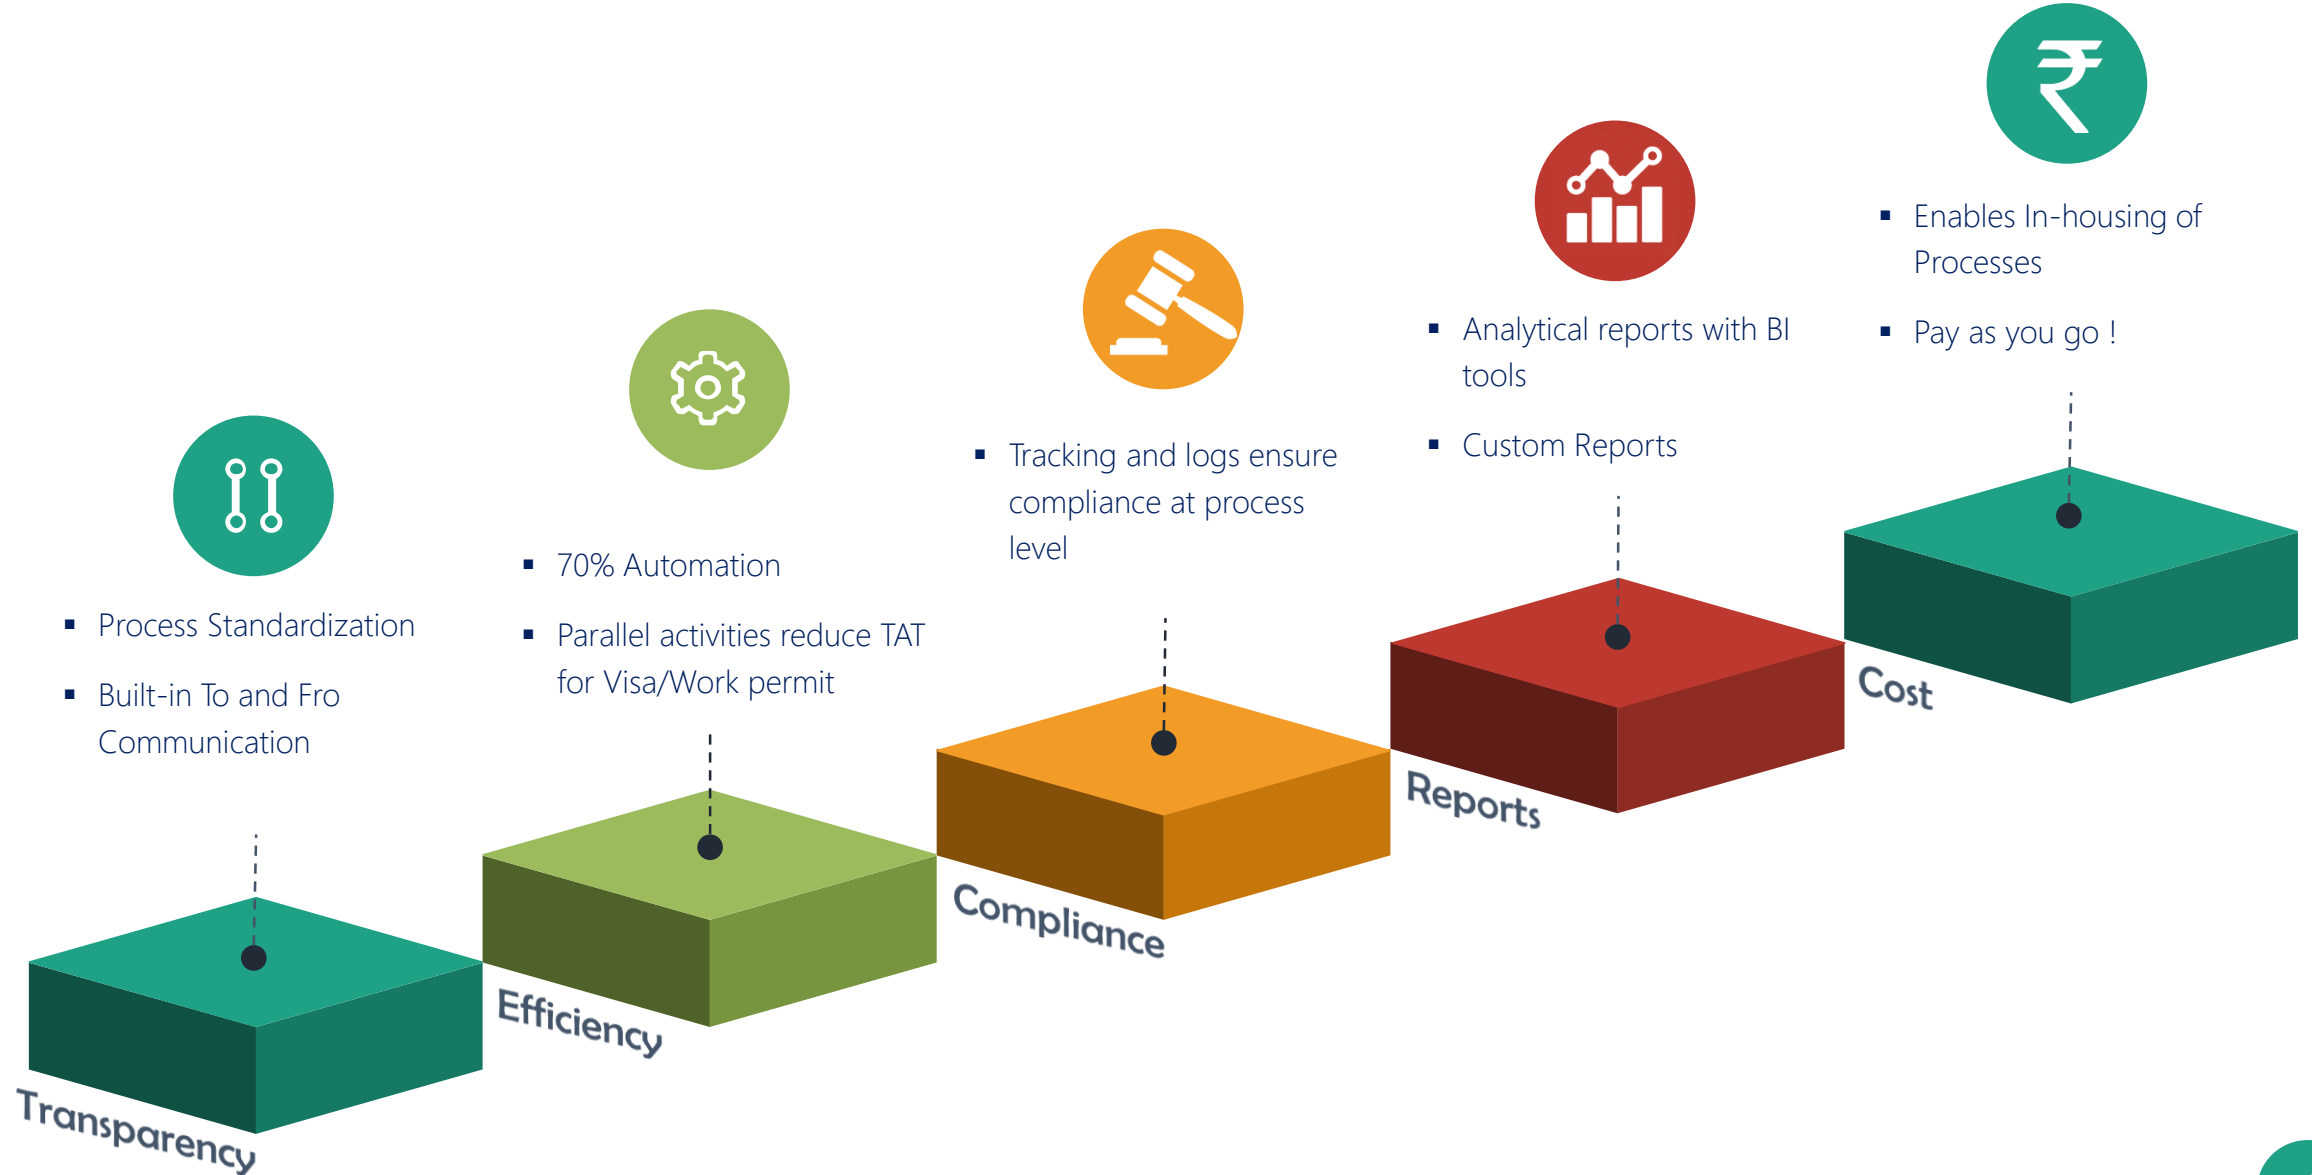 ▪ Process Standardization
▪ Built-in To and Fro
Communication
Transparency
▪ 70% Automation
▪ Parallel activities reduce TAT
for Visa/Work permit
Efficiency
▪ Tracking and logs ensure
compliance at process
level
Compliance
▪ Analytical reports with BI
tools
▪ Custom Reports
Reports
₹
▪ Enables In-housing of
Processes
▪ Pay as you go !
Cost